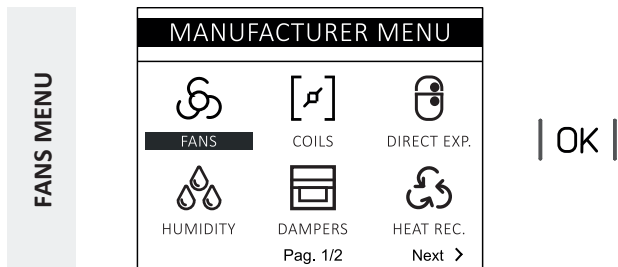 FANS MENU
MANUFACTURER MENU
FANS COILS DIRECT EXP.
HUMIDITY DAMPERS HEAT REC.
Pag. 1/2 Next >
| OK |